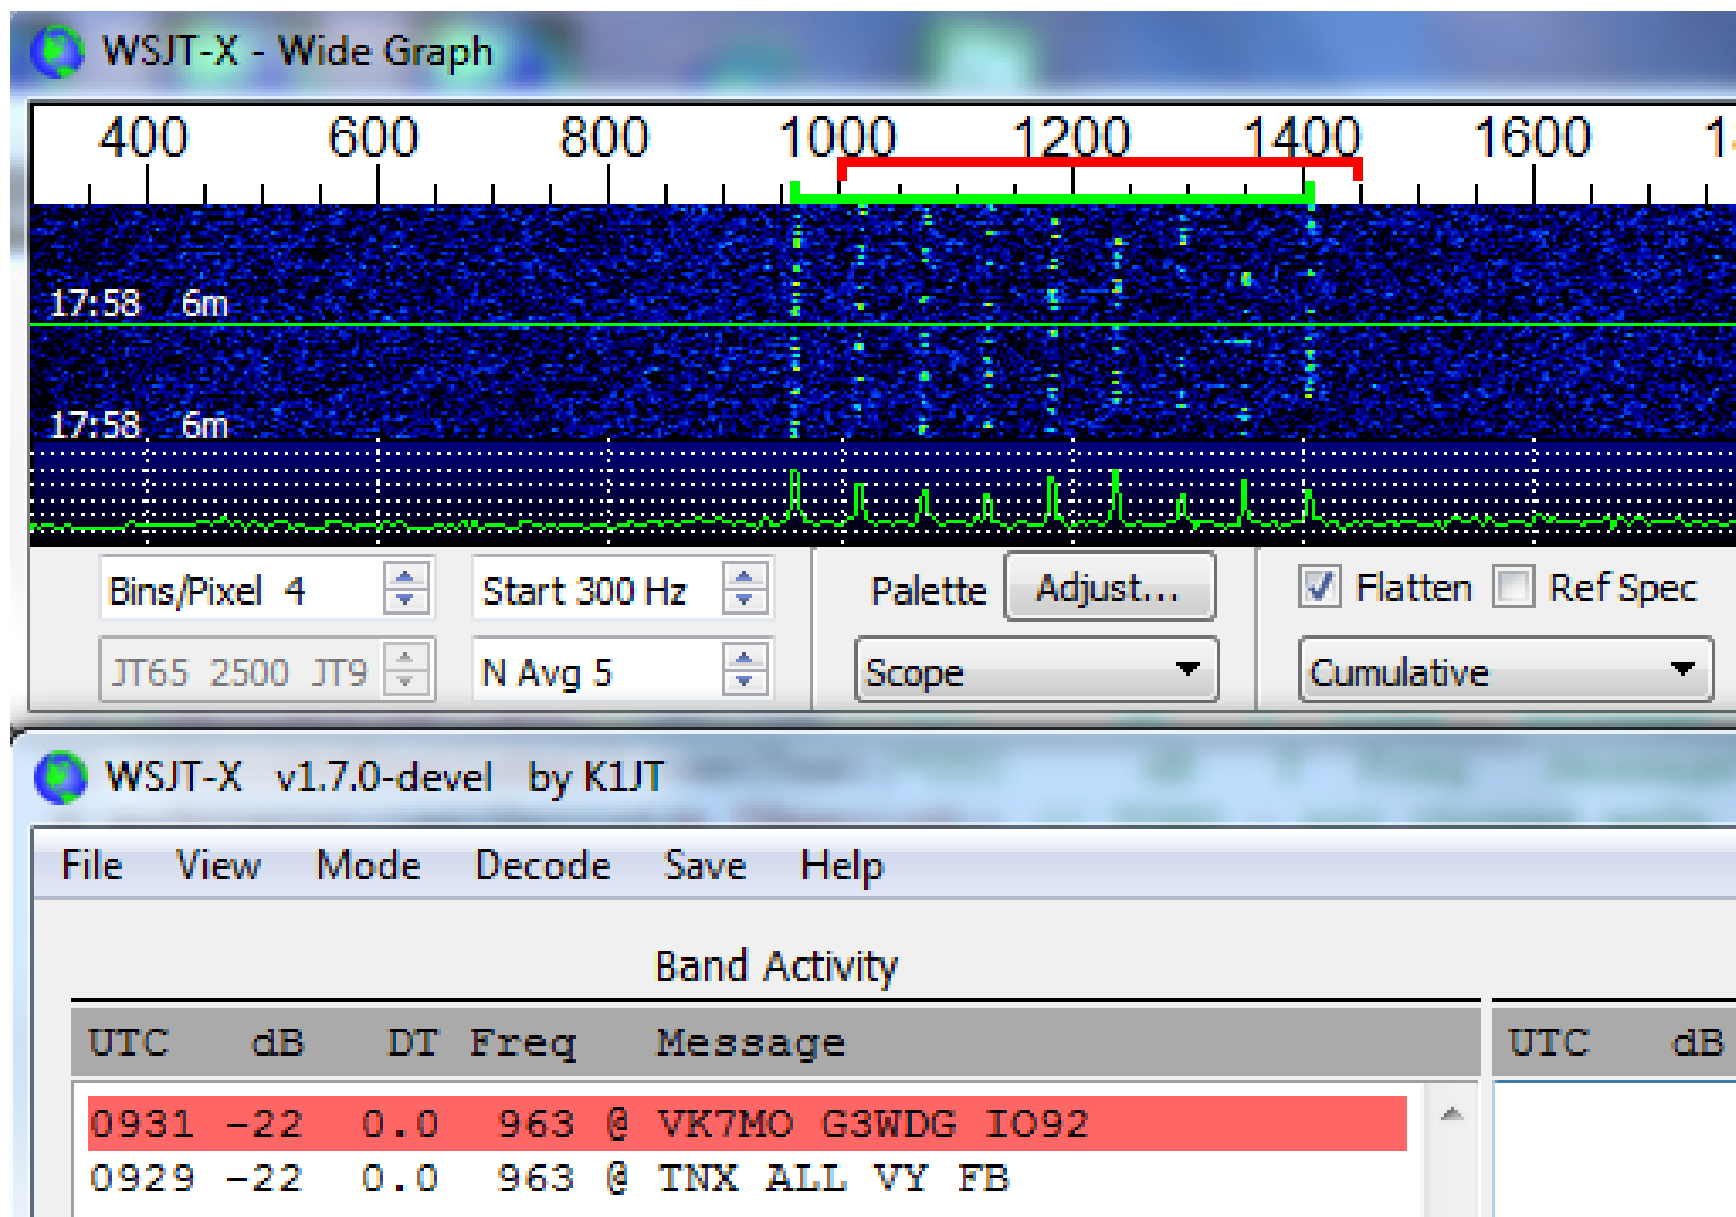 WSJT-X - Wide Graph
400 600 800 1000 1200 1400 1600
17:58 6m
17:58 6m
Bins/Pixel 4 Start 300 Hz Palette Adjust... Flatten Ref Spec
JT65 2500 JT9 N Avg 5 Scope Cumulative
WSJT-X v1.7.0-devel by K1JT
File View Mode Decode Save Help
Band Activity
UTC dB DT Freq Message UTC dB
0931 -22 0.0 963 @ VK7MO G3WDG IO92
0929 -22 0.0 963 @ TNX ALL VY FB